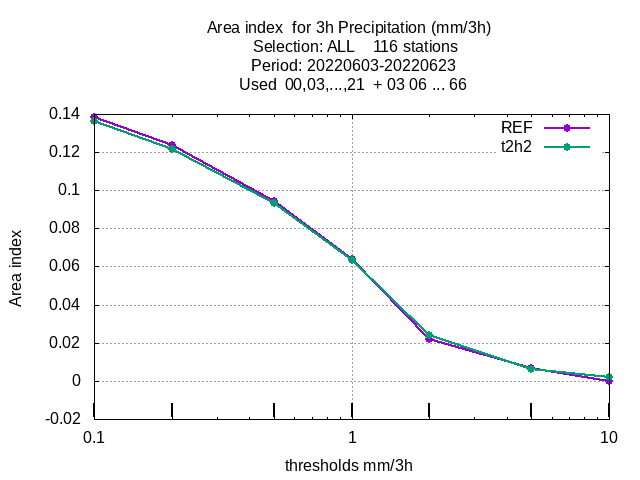 Area index  for 3h Precipitation (mm/3h)
Selection: ALL    116 stations
Period: 20220603-20220623
Used  00,03,...,21  + 03 06 ... 66
REF
t2h2
0.14
0.12
0.1
0.08
0.06
0.04
0.02
0
-0.02
Area index
0.1
1
10
thresholds mm/3h